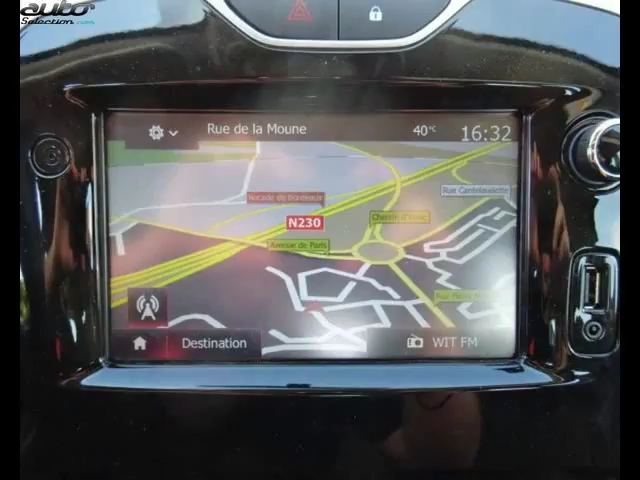 auto
Selection.com
Rue de la Moune
40°C
16:32
Rocade de Bordeaux
Rue Cantelaudette
N230
Avenue de Paris
Destination
WIT FM